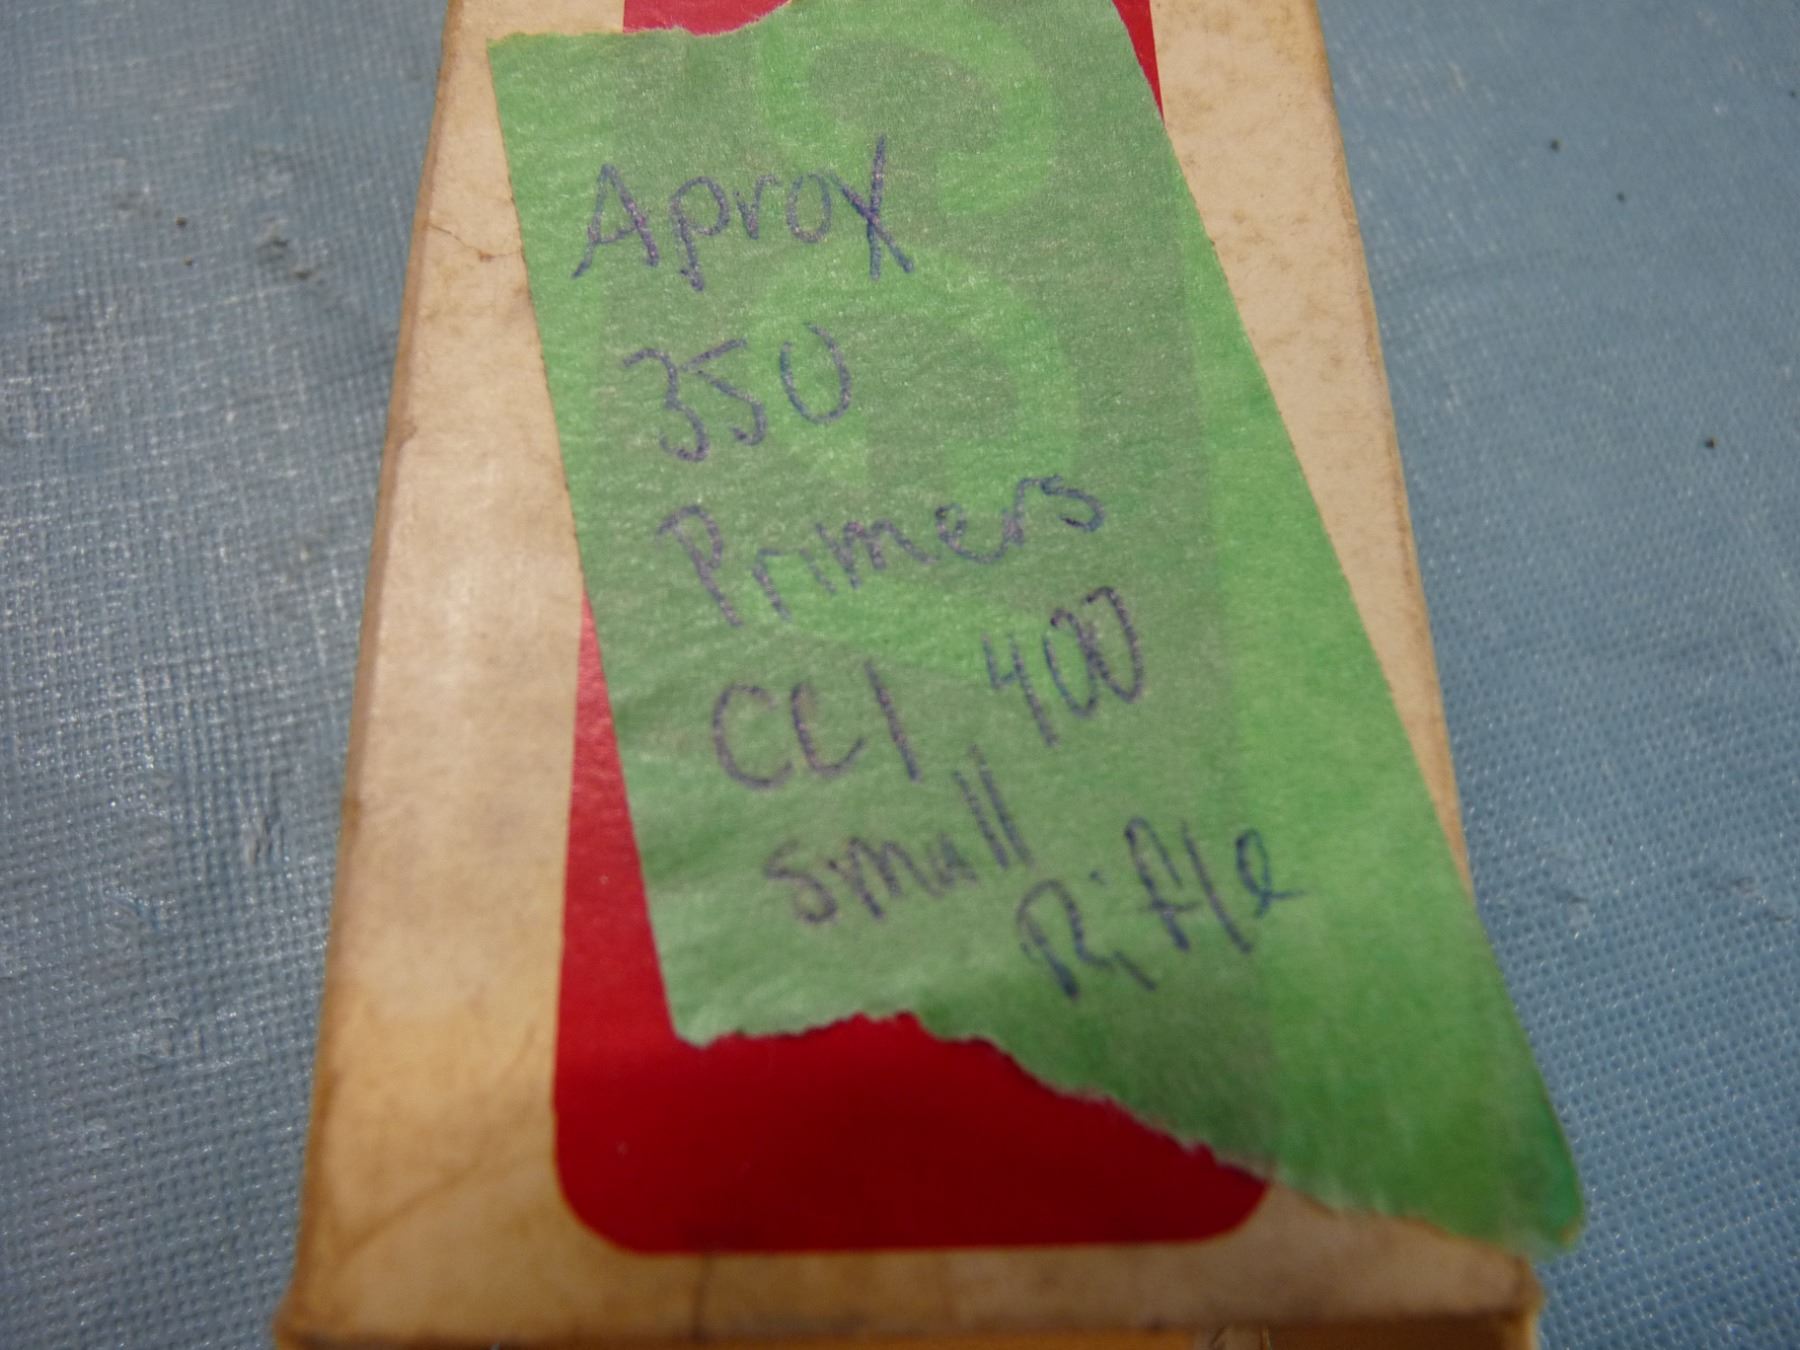 Aprox
350
Primers
CCI 400
small
Rifle